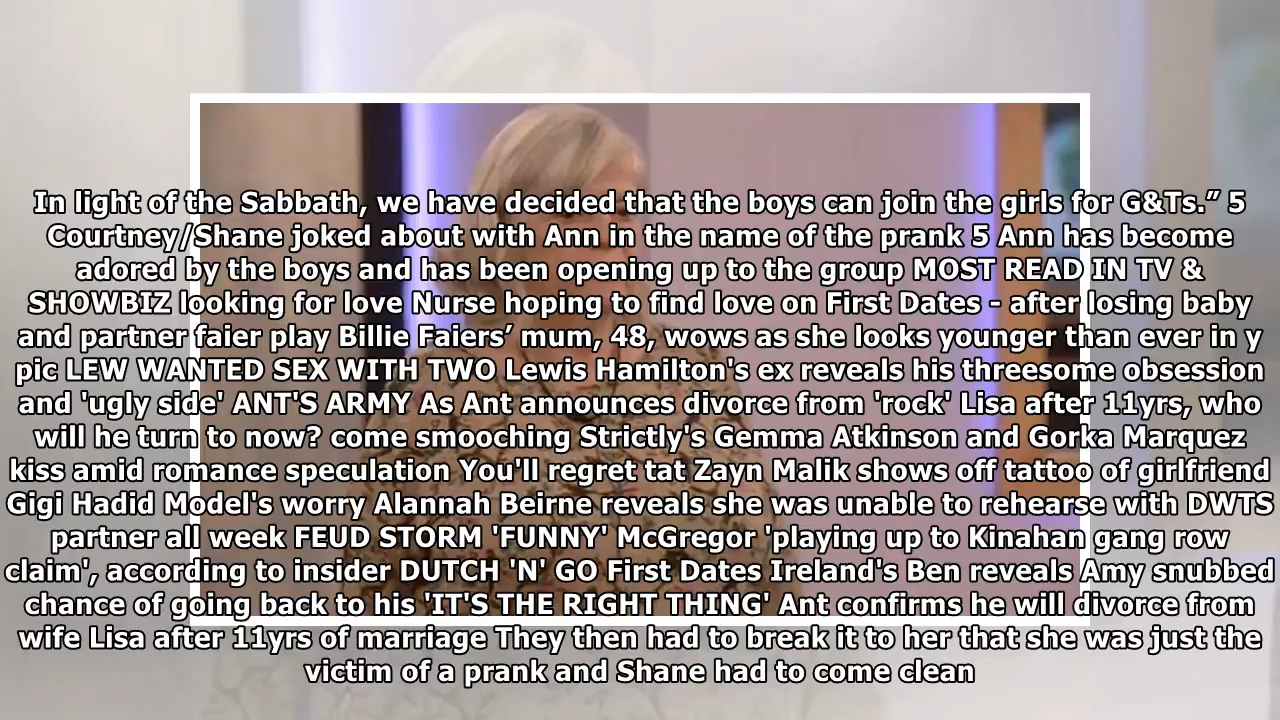 In light of the Sabbath, we have decided that the boys can join the girls for G&Ts.” 5
Courtney/Shane joked about with Ann in the name of the prank 5 Ann has become
adored by the boys and has been opening up to the group MOST READ IN TV &
SHOWBIZ looking for love Nurse hoping to find love on First Dates - after losing baby
and partner faier play Billie Faiers’ mum, 48, wows as she looks younger than ever in y
pic LEW WANTED SEX WITH TWO Lewis Hamilton's ex reveals his threesome obsession
and 'ugly side' ANT'S ARMY As Ant announces divorce from 'rock' Lisa after 11yrs, who
will he turn to now? come smooching Strictly's Gemma Atkinson and Gorka Marquez
kiss amid romance speculation You'll regret tat Zayn Malik shows off tattoo of girlfriend
Gigi Hadid Model's worry Alannah Beirne reveals she was unable to rehearse with DWTS
partner all week FEUD STORM 'FUNNY' McGregor 'playing up to Kinahan gang row
claim', according to insider DUTCH 'N' GO First Dates Ireland's Ben reveals Amy snubbed
chance of going back to his 'IT'S THE RIGHT THING' Ant confirms he will divorce from
wife Lisa after 11yrs of marriage They then had to break it to her that she was just the
victim of a prank and Shane had to come clean